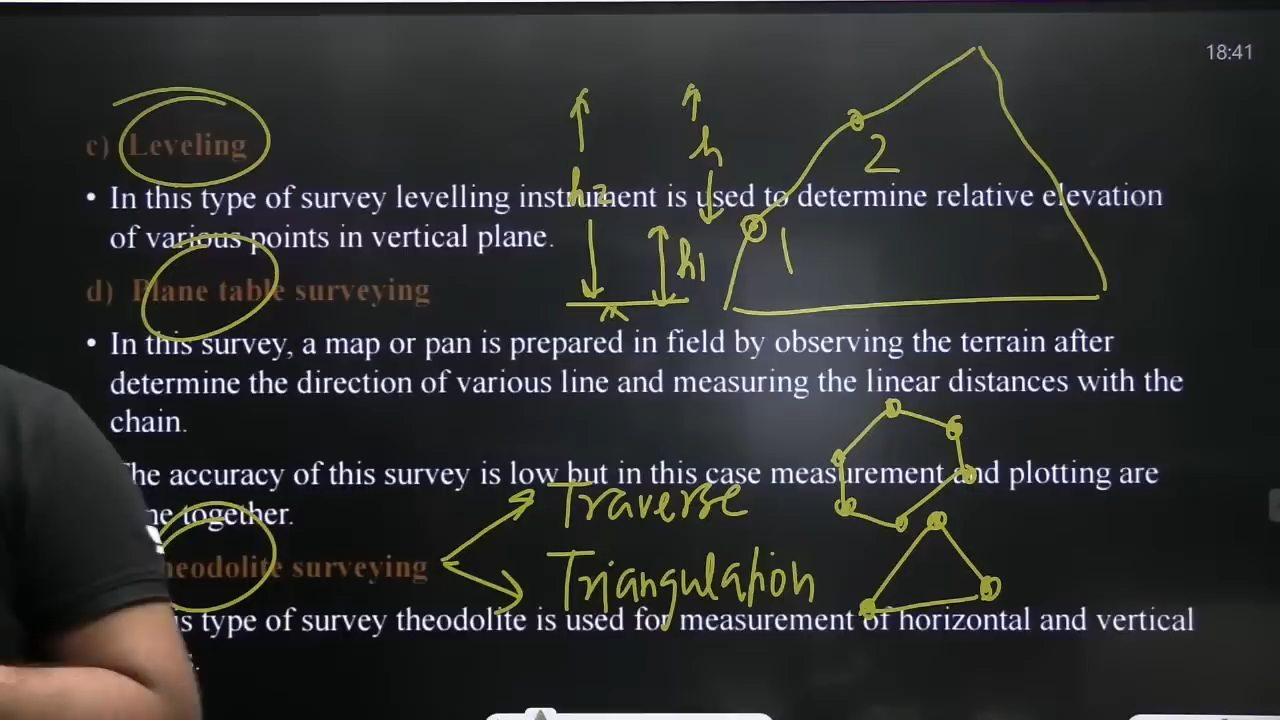 18:41
c) Leveling
• In this type of survey levelling instrument is used to determine relative elevation
of various points in vertical plane.
h2
h
h1
2
1
d) Plane table surveying
• In this survey, a map or pan is prepared in field by observing the terrain after
determine the direction of various line and measuring the linear distances with the
chain.
he accuracy of this survey is low but in this case measurement and plotting are
ne together.
Traverse
heodolite surveying
Triangulation
s type of survey theodolite is used for measurement of horizontal and vertical